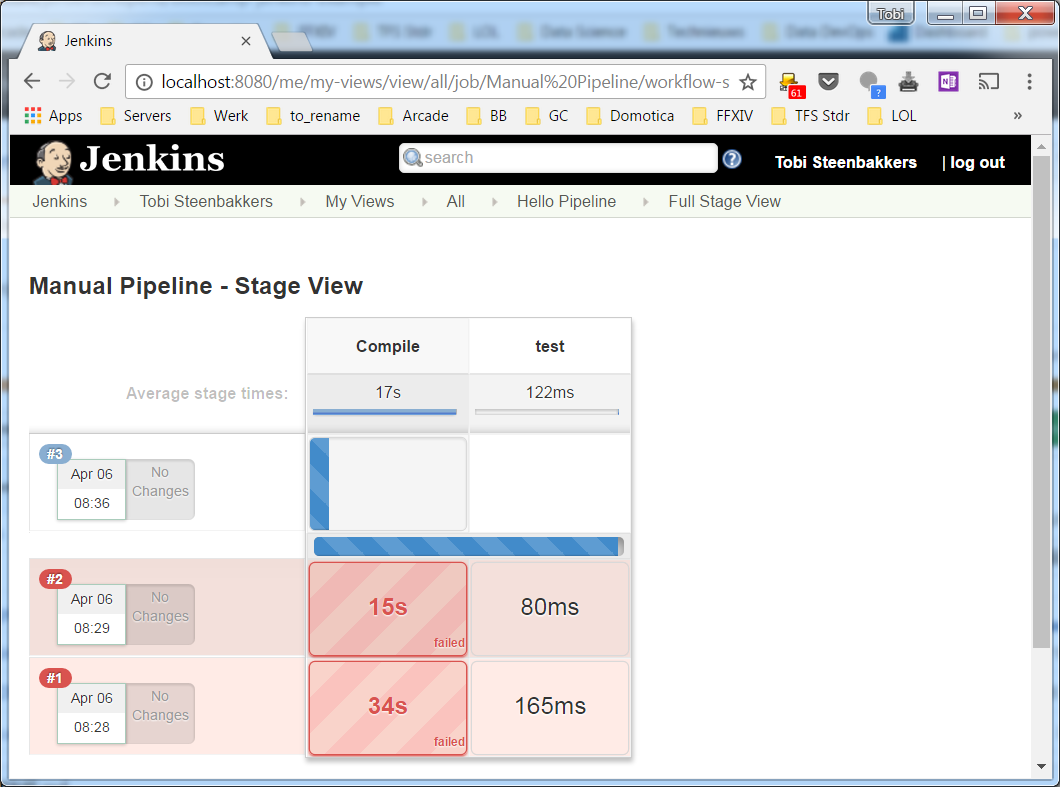 Tobi
Jenkins
localhost:8080/me/my-views/view/all/job/Manual%20Pipeline/workflow-s
61
?
Apps Servers Werk to_rename Arcade BB GC Domotica FFXIV TFS Stdr LOL »
Jenkins
search
?
Tobi Steenbakkers | log out
Jenkins Tobi Steenbakkers My Views All Hello Pipeline Full Stage View
Manual Pipeline - Stage View
Compile test
Average stage times: 17s 122ms
#3
Apr 06
08:36
No
Changes
#2
Apr 06
08:29
No
Changes
15s
failed
80ms
#1
Apr 06
08:28
No
Changes
34s
failed
165ms